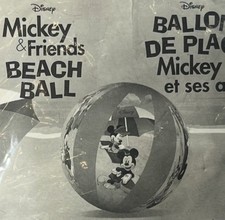 Disney
Mickey
& Friends
BEACH
BALL
Disney
BALLON
DE PLAG
Mickey
et ses a